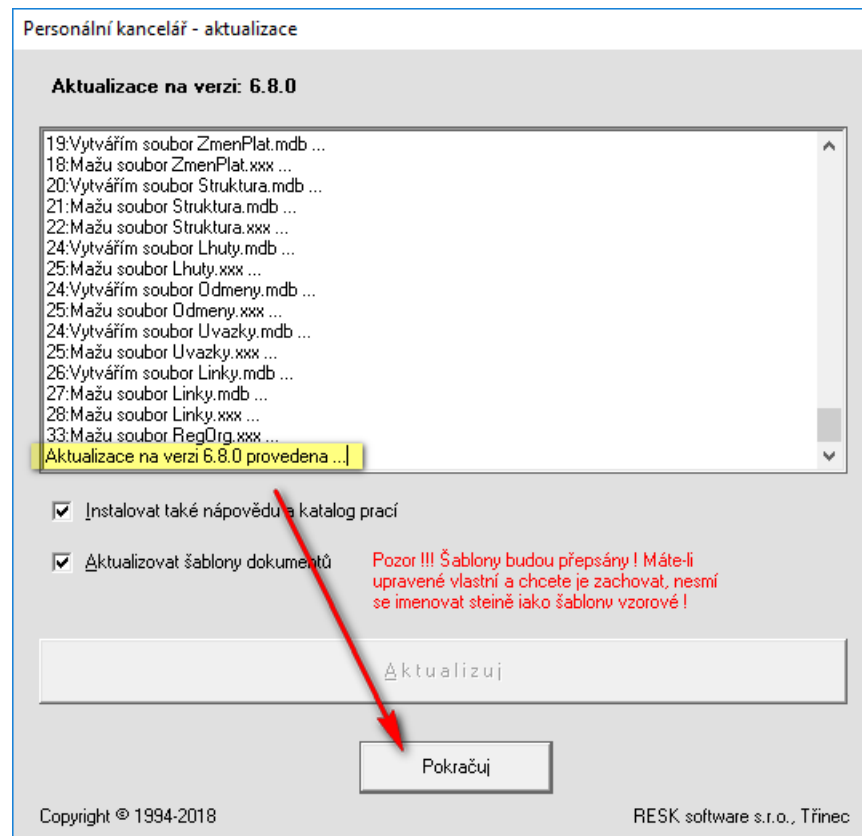 Personální kancelář - aktualizace
Aktualizace na verzi: 6.8.0
19:Vytvářím soubor ZmenPlat.mdb ...
18:Mažu soubor ZmenPlat.xxx ...
20:Vytvářím soubor Struktura.mdb ...
21:Mažu soubor Struktura.mdb ...
22:Mažu soubor Struktura.xxx ...
24:Vytvářím soubor Lhuty.mdb ...
25:Mažu soubor Lhuty.xxx ...
24:Vytvářím soubor Odmeny.mdb ...
25:Mažu soubor Odmeny.xxx ...
24:Vytvářím soubor Uvazky.mdb ...
25:Mažu soubor Uvazky.xxx ...
26:Vytvářím soubor Linky.mdb ...
27:Mažu soubor Linky.mdb ...
28:Mažu soubor Linky.xxx ...
33:Mažu soubor RegOrg.xxx ...
Aktualizace na verzi 6.8.0 provedena ...
Instalovat také nápovědu a katalog prací
Aktualizovat šablony dokumentů
Pozor !!! Šablony budou přepsány ! Máte-li
upravené vlastní a chcete je zachovat, nesmí
se jmenovat stejně jako šablony vzorové !
Aktualizuj
Pokračuj
Copyright © 1994-2018
RESK software s.r.o., Třinec